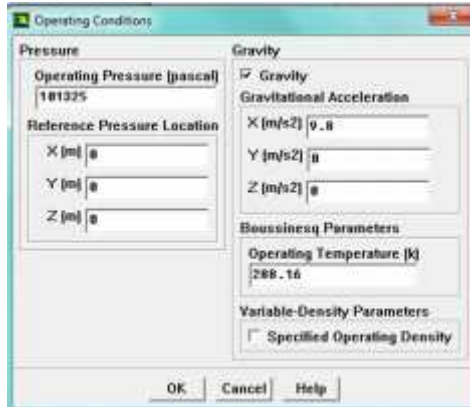 Operating Conditions
Pressure
Operating Pressure (pascal)
101325
Reference Pressure Location
X (m) 0
Y (m) 0
Z (m) 0
Gravity
Gravity
Gravitational Acceleration
X (m/s2) 9.8
Y (m/s2) 0
Z (m/s2) 0
Boussinesq Parameters
Operating Temperature (k)
288.16
Variable-Density Parameters
Specified Operating Density
OK Cancel Help